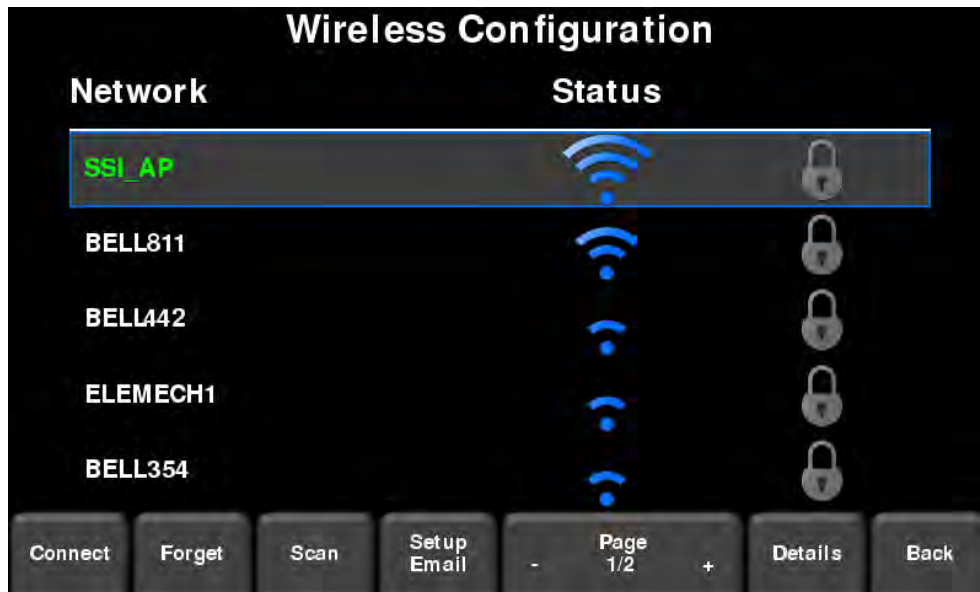 Wireless Configuration
Network Status
SSI_AP
BELL811
BELL442
ELEMECH1
BELL354
Connect Forget Scan Setup Email - Page 1/2 + Details Back